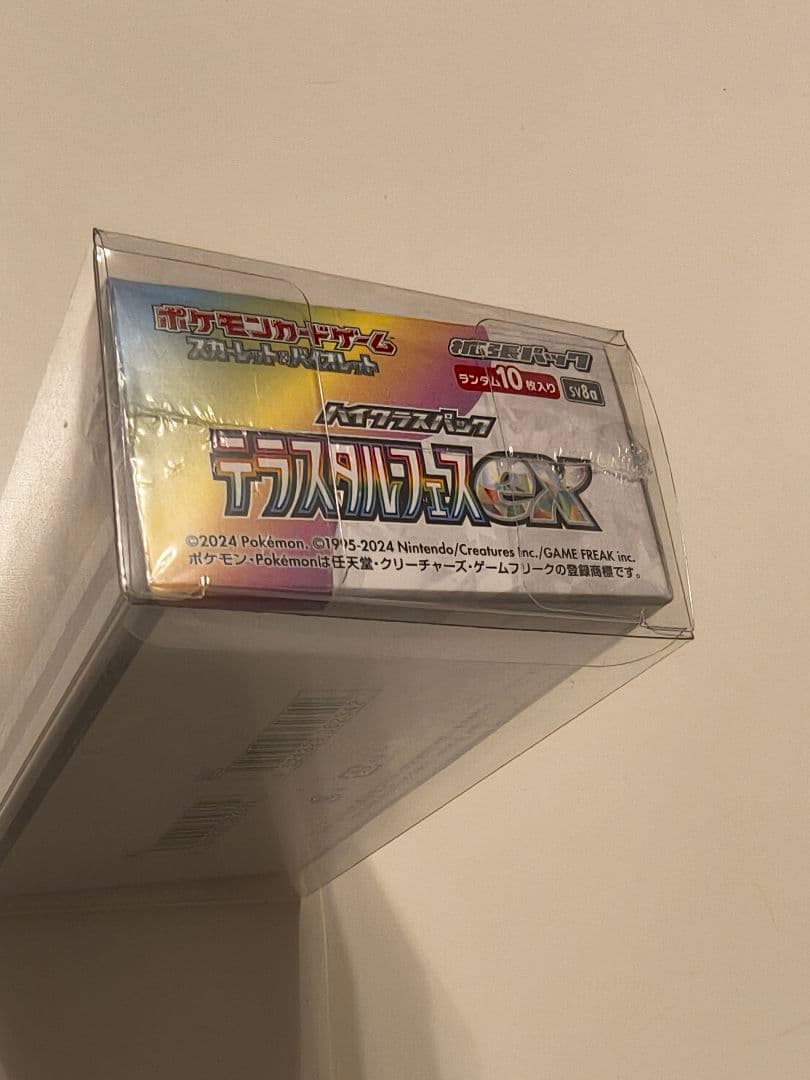 ポケモンカードゲーム
スカーレット&バイオレット
拡張パック
ランダム10枚入り SV8a
ハイクラスパック
テラスタルフェスex
©2024 Pokémon. ©1995-2024 Nintendo/Creatures Inc./GAME FREAK inc.
ポケモン・Pokémonは任天堂・クリーチャーズ・ゲームフリークの登録商標です。